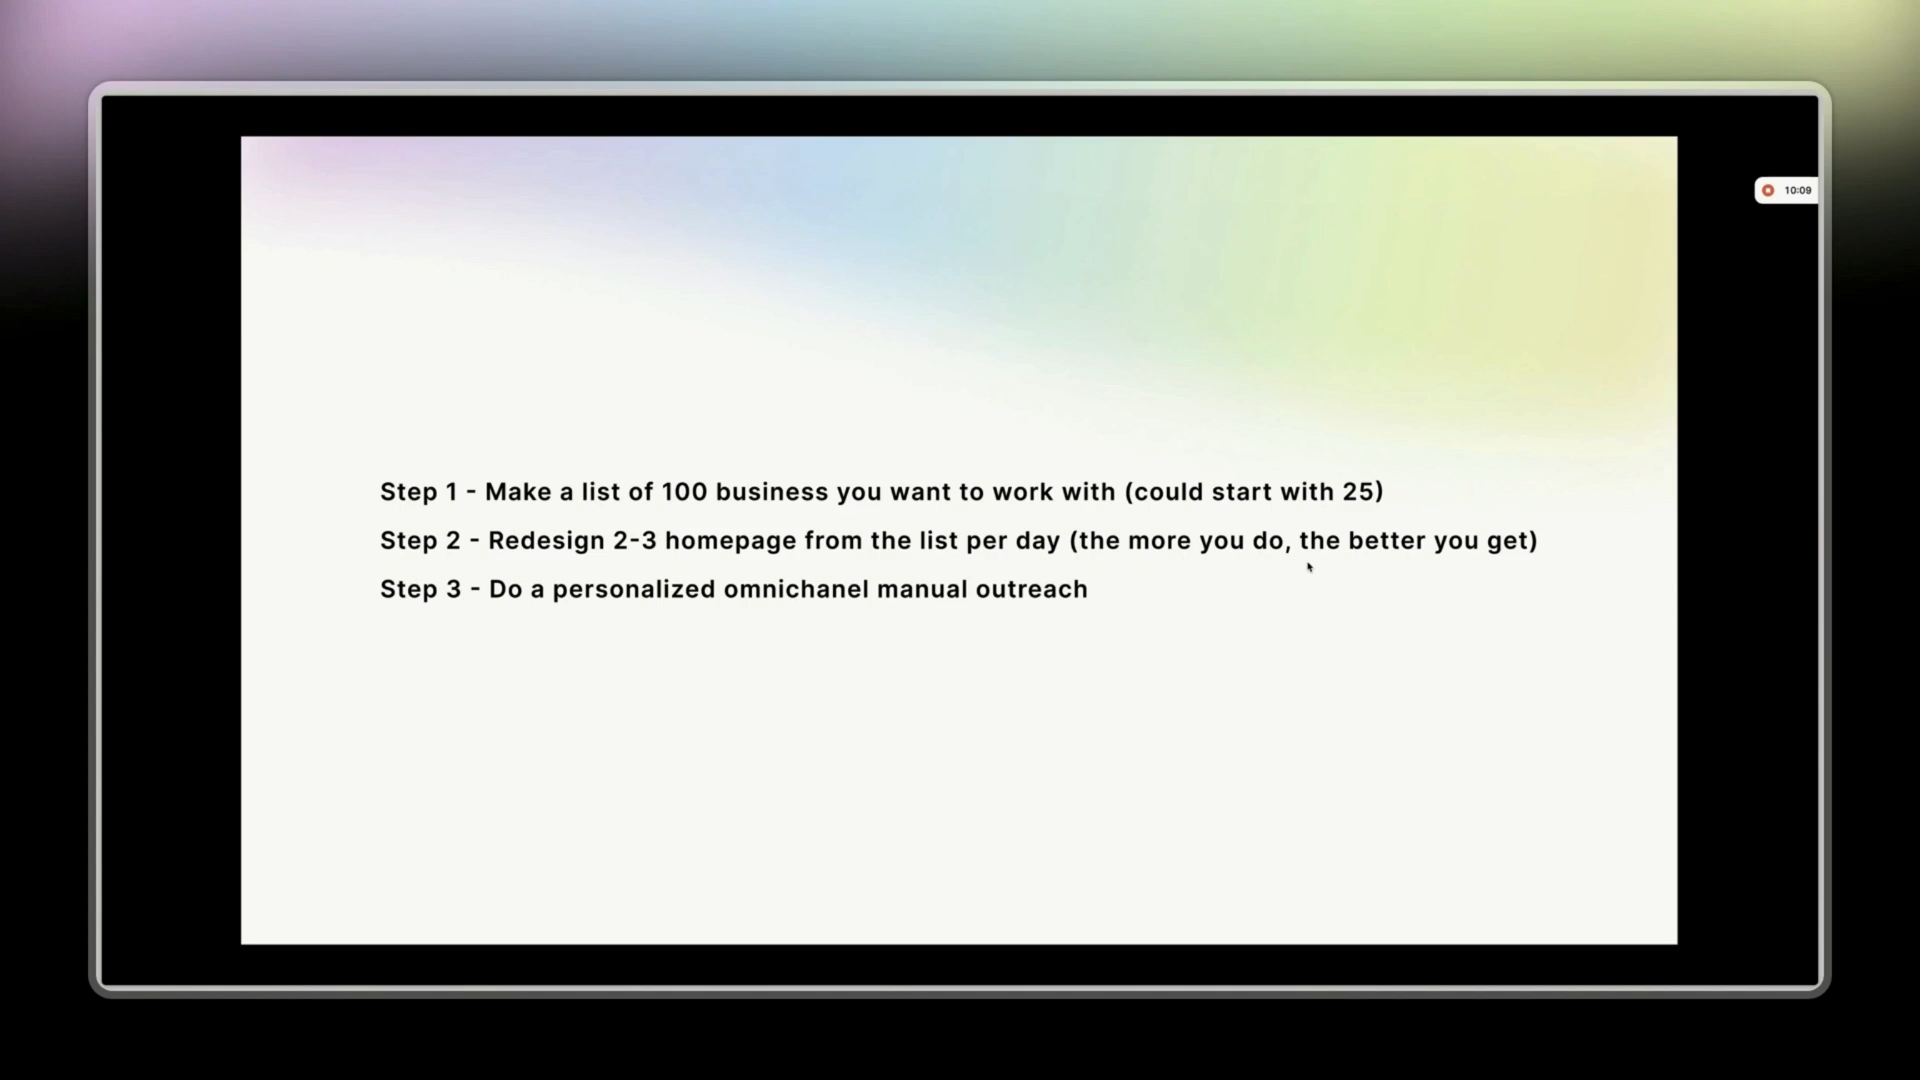 10:09
Step 1 - Make a list of 100 business you want to work with (could start with 25)
Step 2 - Redesign 2-3 homepage from the list per day (the more you do, the better you get)
Step 3 - Do a personalized omnichanel manual outreach